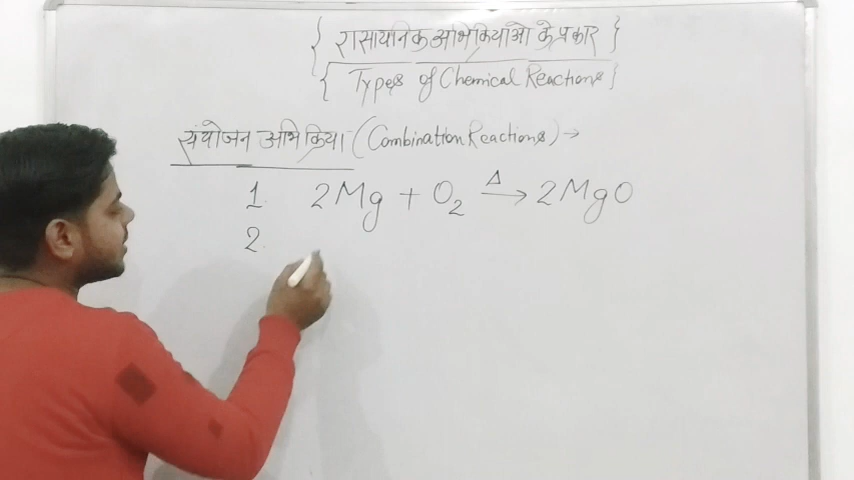 { रासायनिक अभिक्रियाओ के प्रकार }
{ Types of Chemical Reactions }
संयोजन अभिक्रिया (Combination Reactions) →
1. 2Mg + O₂ —Δ→ 2MgO
2.